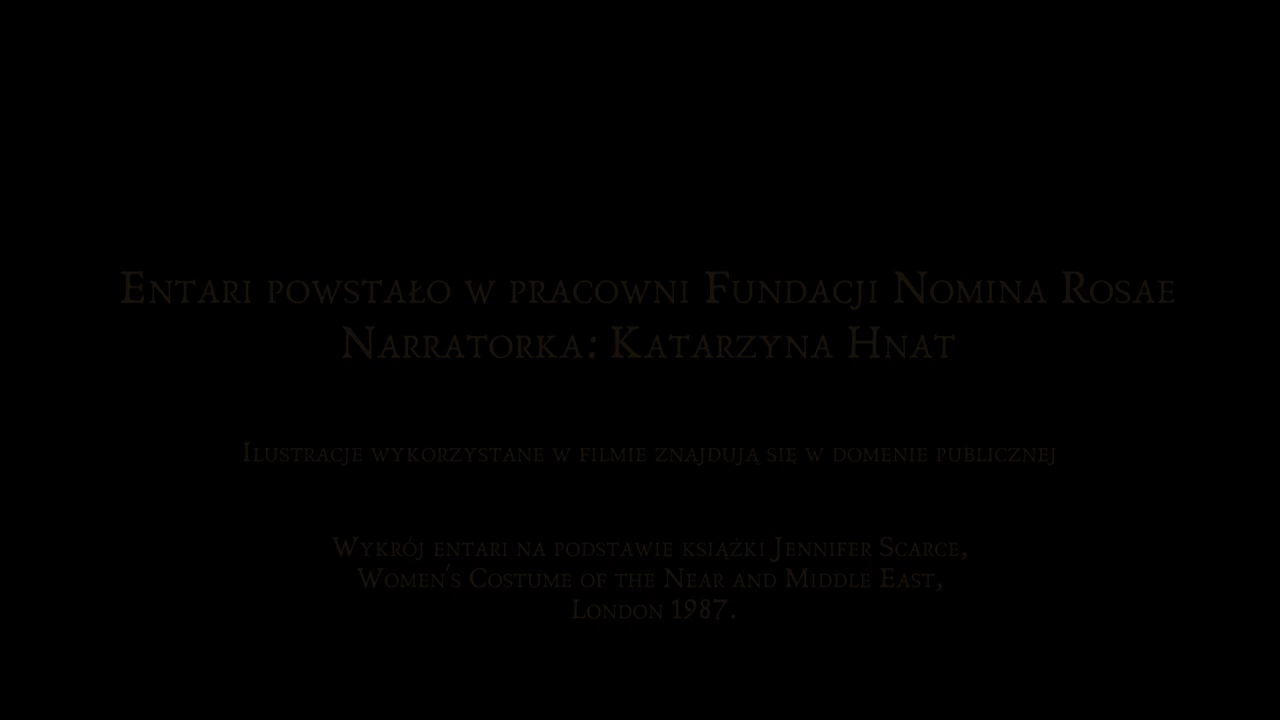 Entari powstało w pracowni Fundacji Nomina Rosae
Narratorka: Katarzyna Hnat
Ilustracje wykorzystane w filmie znajdują się w domenie publicznej
Wykrój entari na podstawie książki Jennifer Scarce,
Women's Costume of the Near and Middle East,
London 1987.